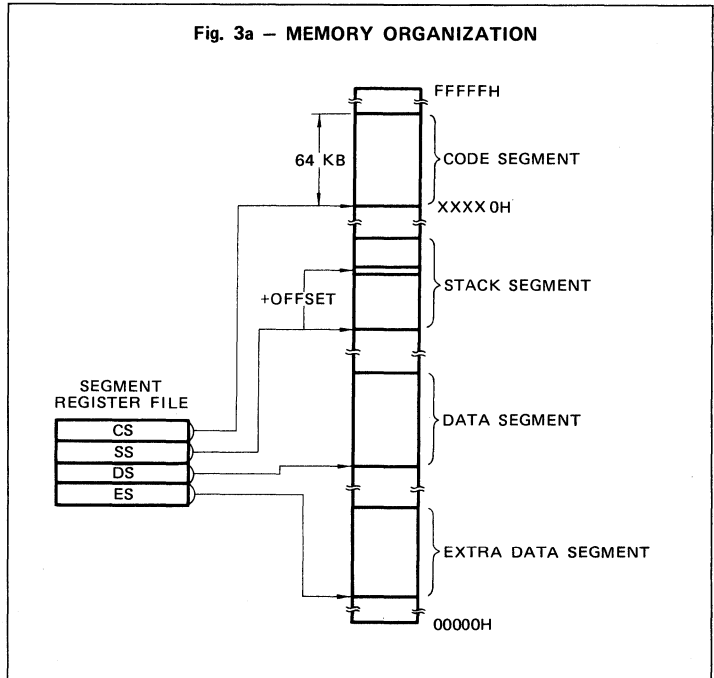 Fig. 3a — MEMORY ORGANIZATION
FFFFFH
64 KB
CODE SEGMENT
XXXX0H
+OFFSET
STACK SEGMENT
SEGMENT
REGISTER FILE
CS
SS
DS
ES
DATA SEGMENT
EXTRA DATA SEGMENT
00000H